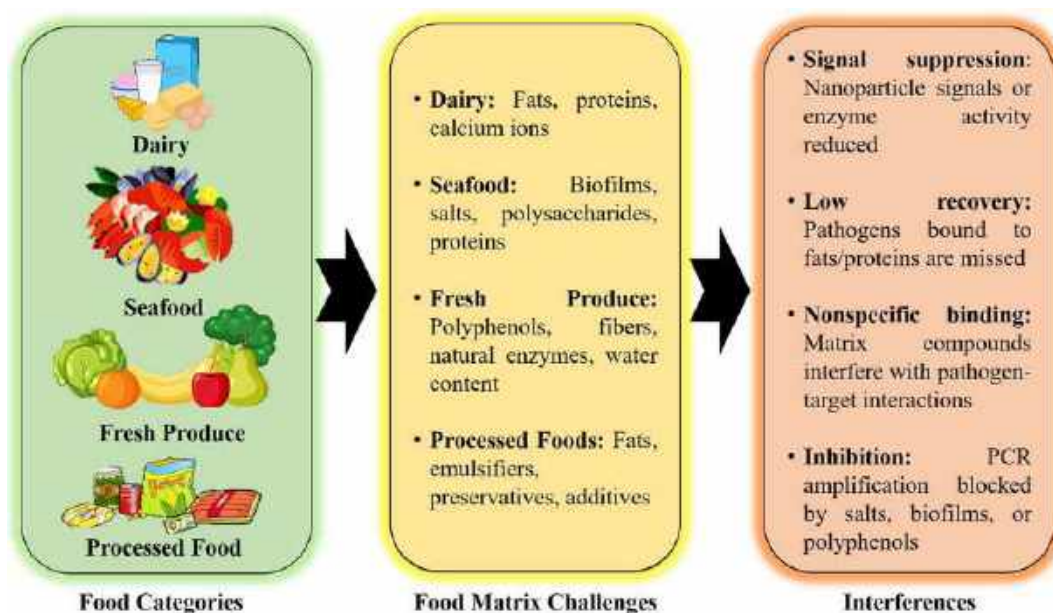 Dairy
Seafood
Fresh Produce
Processed Food
Food Categories
• Dairy: Fats, proteins,
calcium ions
• Seafood: Biofilms,
salts, polysaccharides,
proteins
• Fresh Produce:
Polyphenols, fibers,
natural enzymes, water
content
• Processed Foods: Fats,
emulsifiers,
preservatives, additives
Food Matrix Challenges
• Signal suppression:
Nanoparticle signals or
enzyme activity
reduced
• Low recovery:
Pathogens bound to
fats/proteins are missed
• Nonspecific binding:
Matrix compounds
interfere with pathogen-
target interactions
• Inhibition: PCR
amplification blocked
by salts, biofilms, or
polyphenols
Interferences